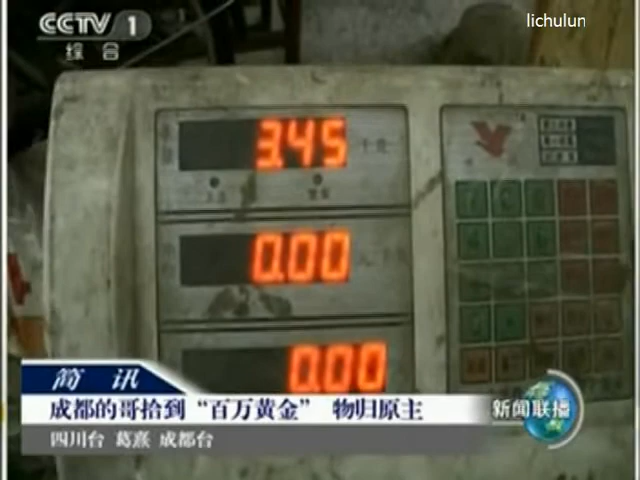 CCTV 1
综合
lichulun
3.45
0.00
0.00
简讯
成都的哥拾到“百万黄金” 物归原主
新闻联播
四川台 葛熹 成都台